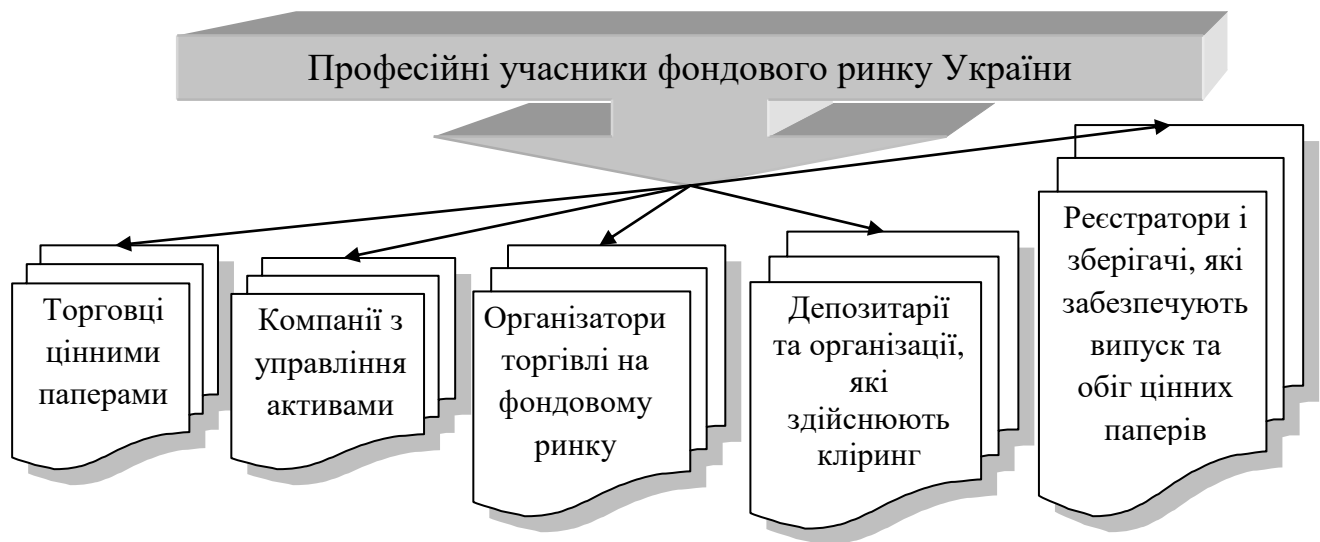 Професійні учасники фондового ринку України
Торговці
цінними
паперами
Компанії з
управління
активами
Організатори
торгівлі на
фондовому
ринку
Депозитарії
та організації,
які
здійснюють
кліринг
Реєстратори і
зберігачі, які
забезпечують
випуск та
обіг цінних
паперів